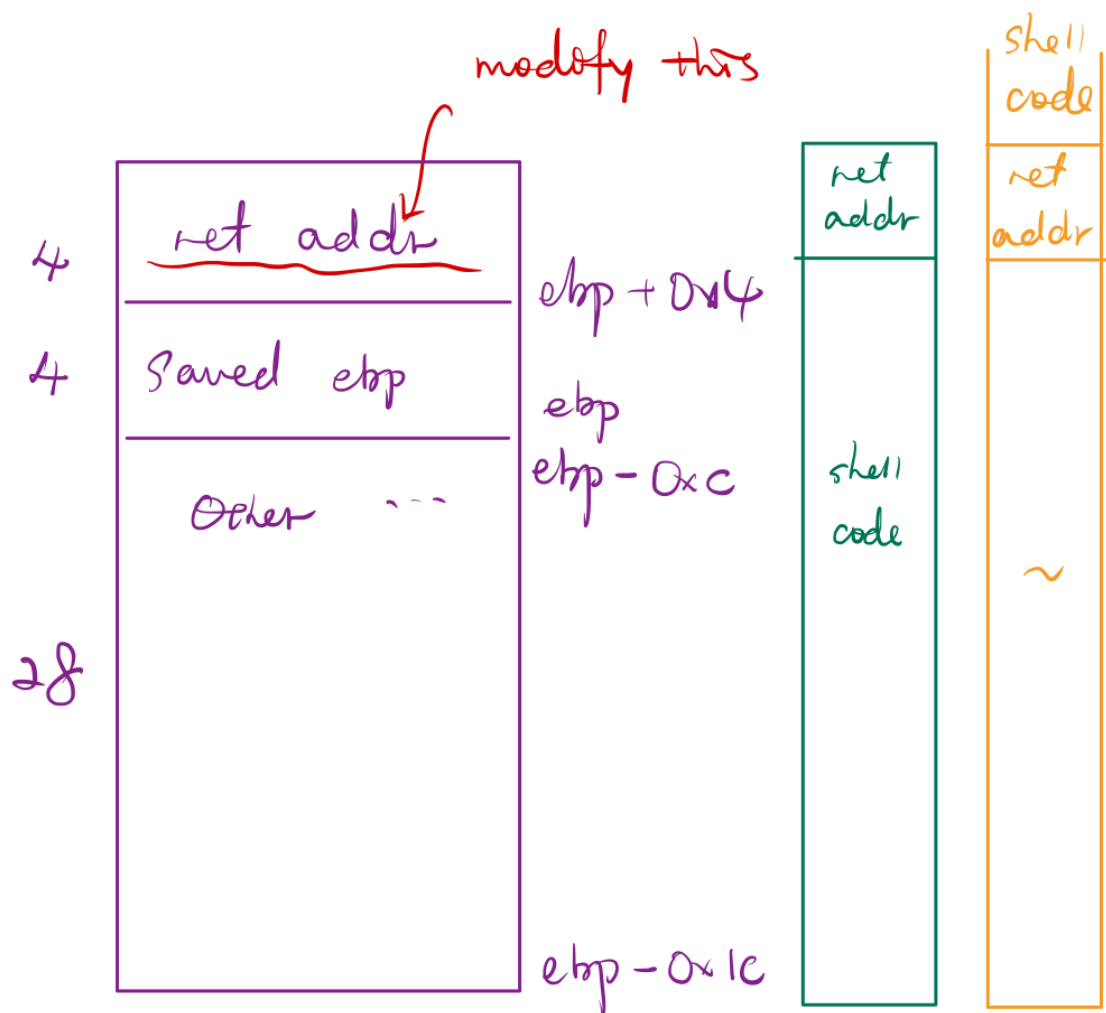 modofy this
4
ret addr
ebp + 0x4
4
Saved ebp
ebp
ebp - 0xc
Other ---
28
ebp - 0x1c
ret
addr
shell
code
shell
code
ret
addr
~